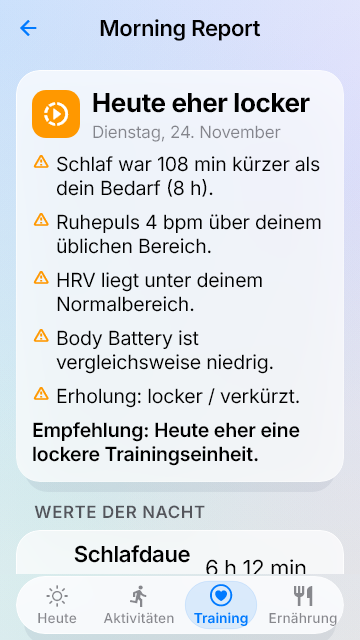 Morning Report
Heute eher locker
Dienstag, 24. November
Schlaf war 108 min kürzer als
dein Bedarf (8 h).
Ruhepuls 4 bpm über deinem
üblichen Bereich.
HRV liegt unter deinem
Normalbereich.
Body Battery ist
vergleichsweise niedrig.
Erholung: locker / verkürzt.
Empfehlung: Heute eher eine
lockere Trainingseinheit.
WERTE DER NACHT
Schlafdaue
6 h 12 min
Heute
Aktivitäten
Training
Ernährung